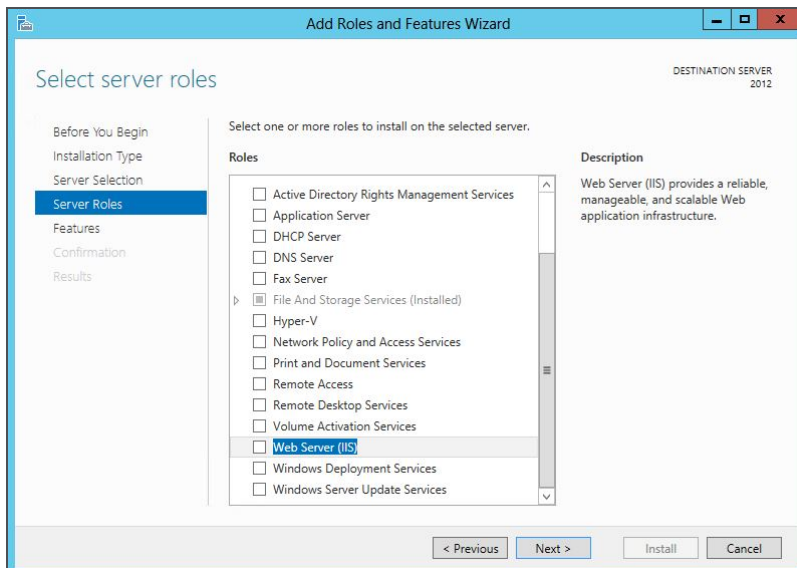 Add Roles and Features Wizard
Select server roles
DESTINATION SERVER
2012
Before You Begin
Installation Type
Server Selection
Server Roles
Features
Confirmation
Results
Select one or more roles to install on the selected server.
Roles
Active Directory Rights Management Services
Application Server
DHCP Server
DNS Server
Fax Server
File And Storage Services (Installed)
Hyper-V
Network Policy and Access Services
Print and Document Services
Remote Access
Remote Desktop Services
Volume Activation Services
Web Server (IIS)
Windows Deployment Services
Windows Server Update Services
Description
Web Server (IIS) provides a reliable,
manageable, and scalable Web
application infrastructure.
< Previous
Next >
Install
Cancel